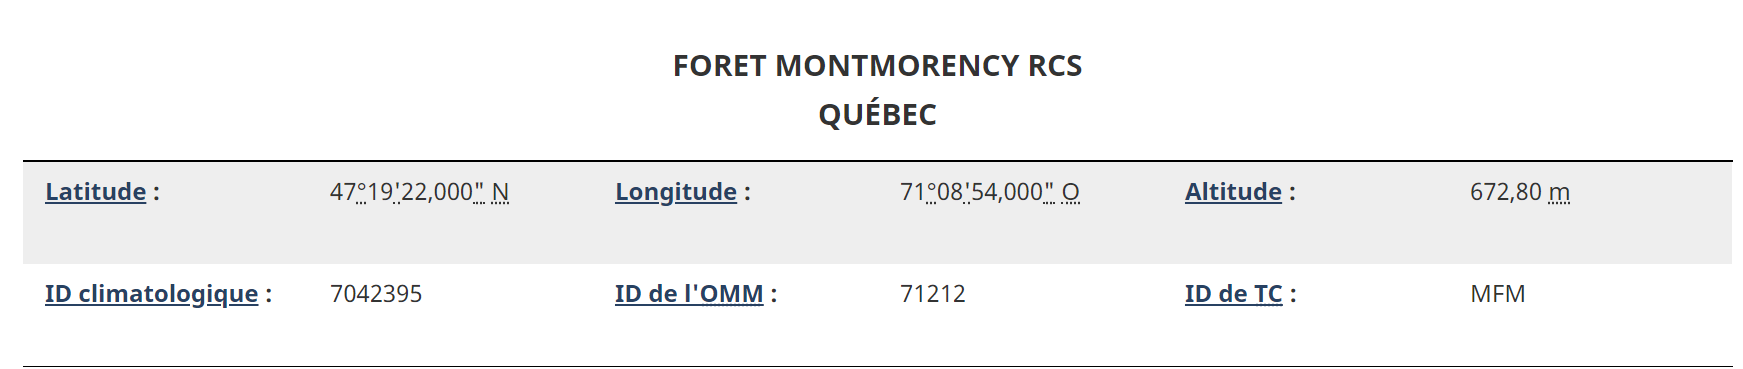 FORET MONTMORENCY RCS
QUÉBEC
Latitude : 47°19'22,000" N Longitude : 71°08'54,000" O Altitude : 672,80 m
ID climatologique : 7042395 ID de l'OMM : 71212 ID de TC : MFM